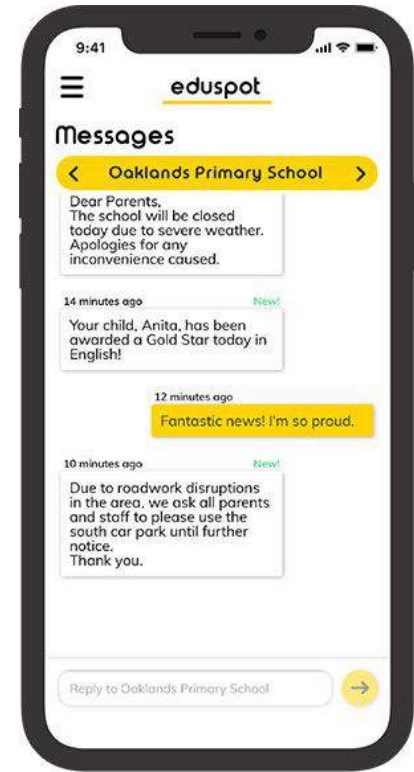 9:41
eduspot
Messages
Oaklands Primary School
Dear Parents,
The school will be closed
today due to severe weather.
Apologies for any
inconvenience caused.
14 minutes ago New!
Your child, Anita, has been
awarded a Gold Star today in
English!
12 minutes ago
Fantastic news! I'm so proud.
10 minutes ago New!
Due to roadwork disruptions
in the area, we ask all parents
and staff to please use the
south car park until further
notice.
Thank you.
Reply to Oaklands Primary School